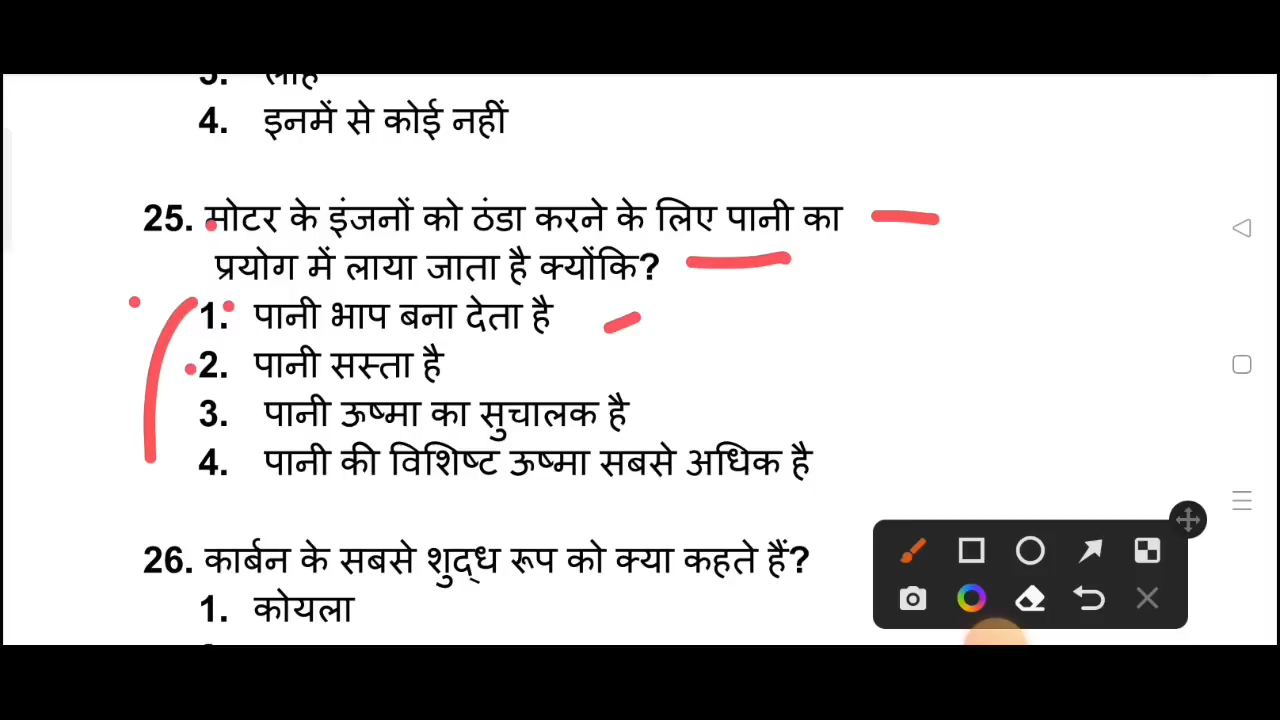 4. इनमें से कोई नहीं
25. मोटर के इंजनों को ठंडा करने के लिए पानी का
प्रयोग में लाया जाता है क्योंकि?
1. पानी भाप बना देता है
2. पानी सस्ता है
3. पानी ऊष्मा का सुचालक है
4. पानी की विशिष्ट ऊष्मा सबसे अधिक है
26. कार्बन के सबसे शुद्ध रूप को क्या कहते हैं?
1. कोयला